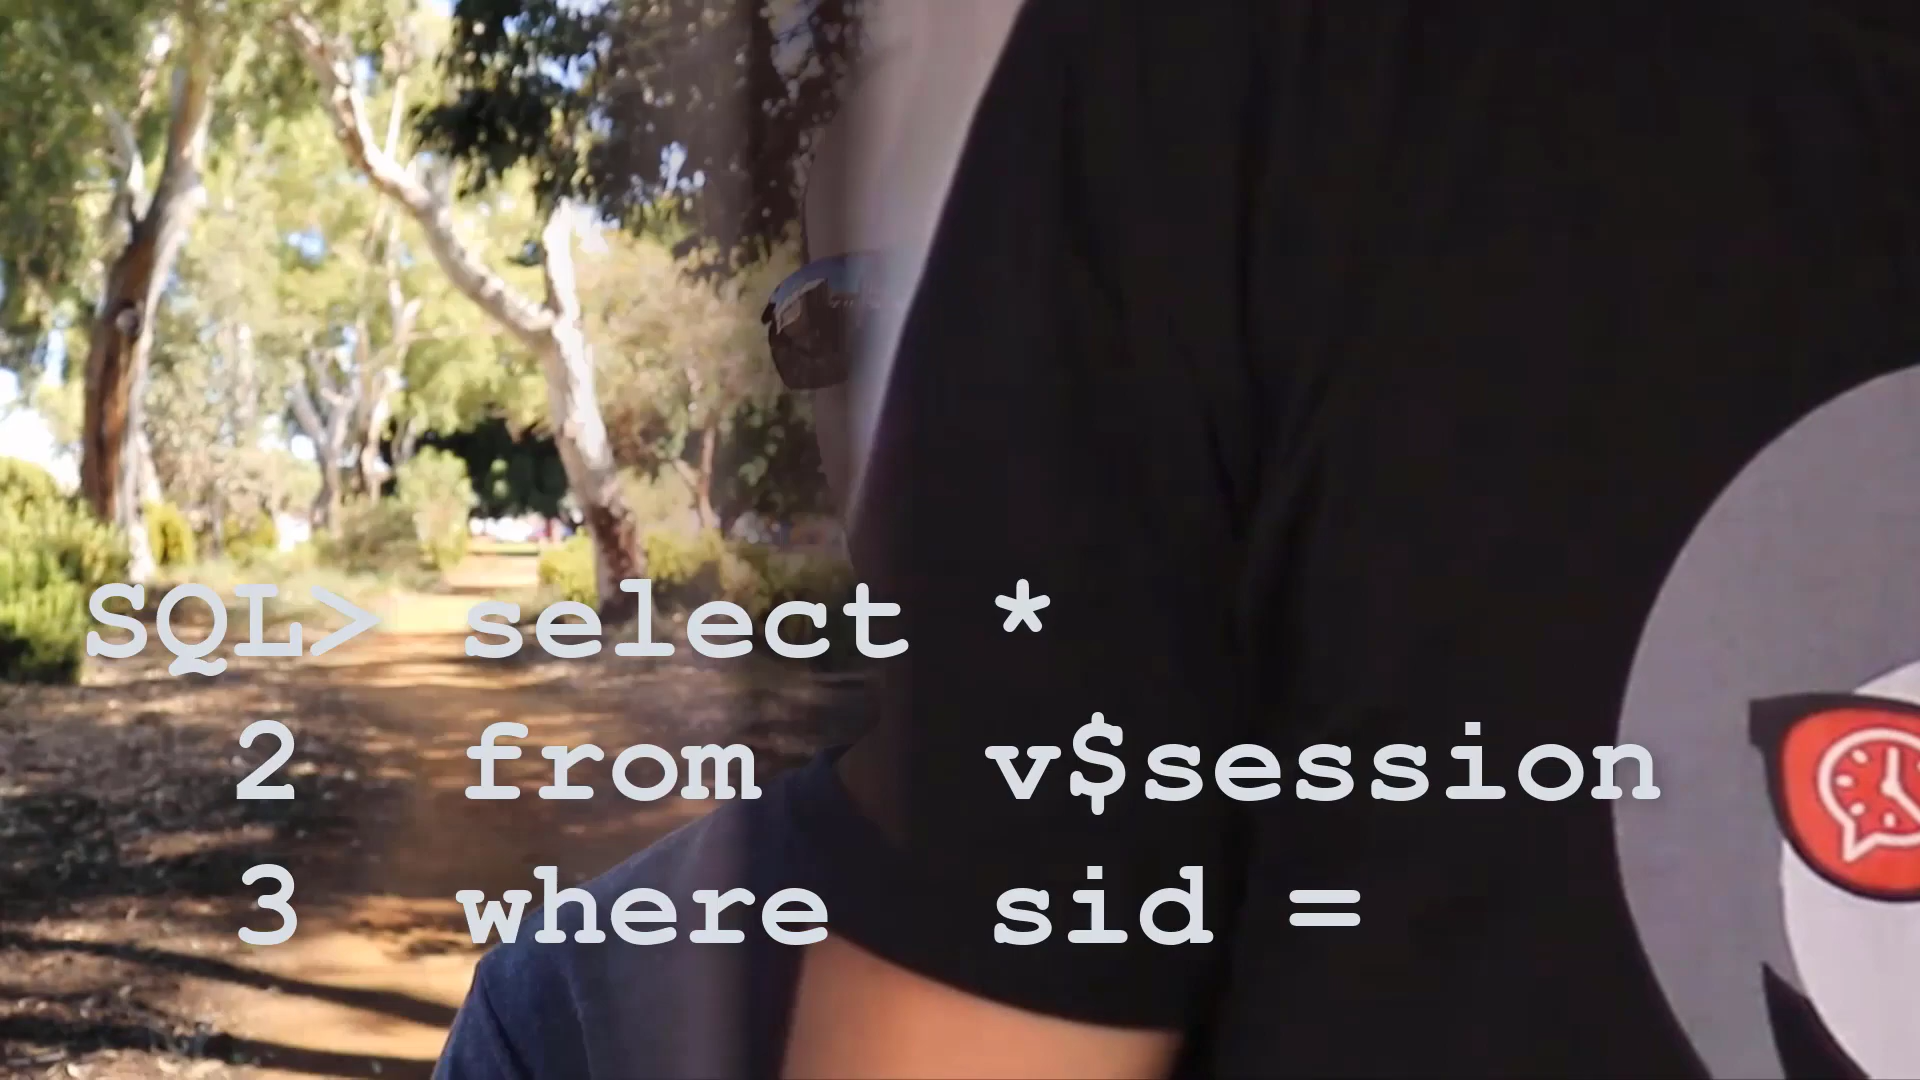 SQL> select *
2 from v$session
3 where sid =